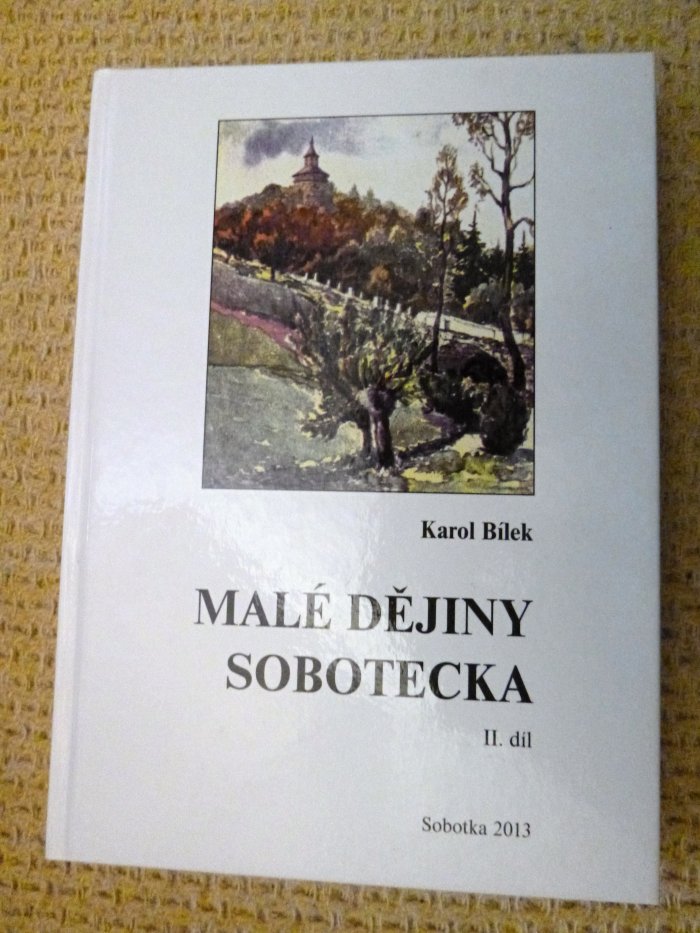 Karol Bílek
MALÉ DĚJINY
SOBOTECKA
II. díl
Sobotka 2013